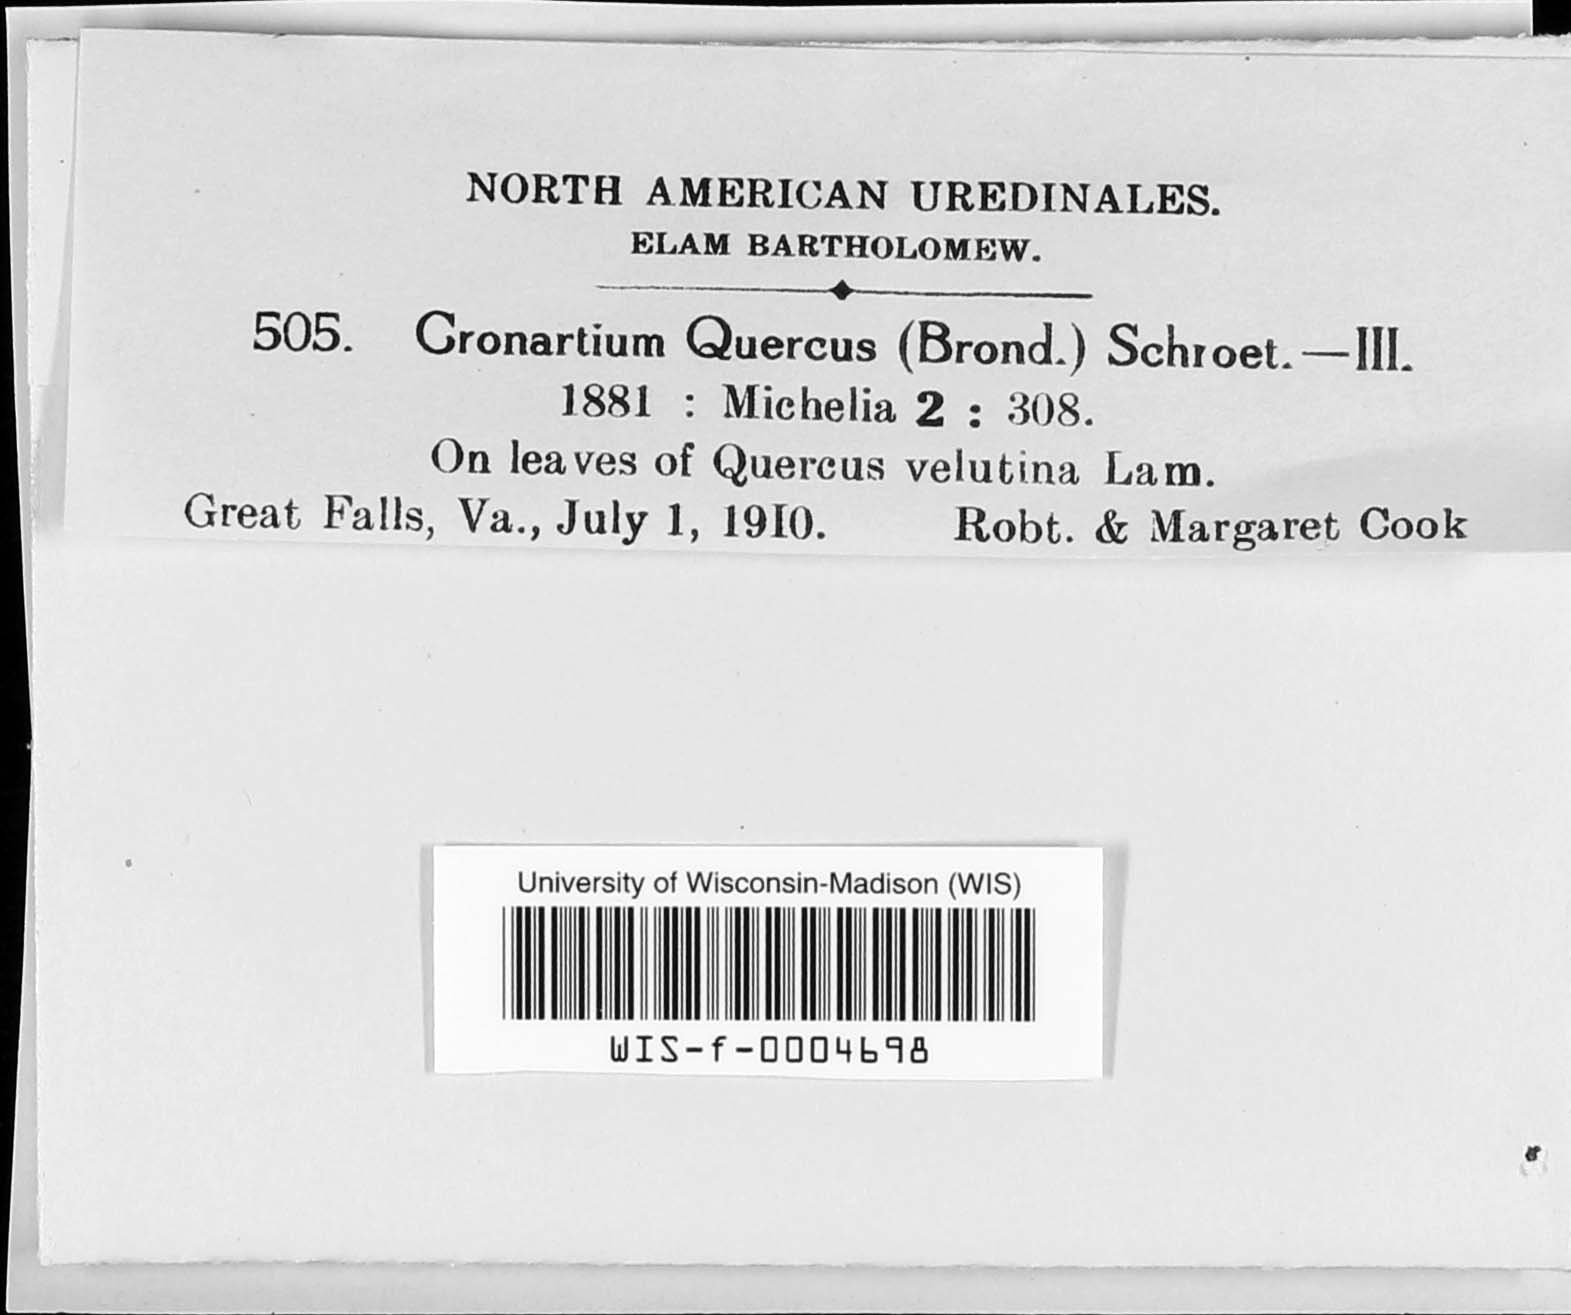 NORTH AMERICAN UREDINALES.
ELAM BARTHOLOMEW.
505. Cronartium Quercus (Brond.) Schroet.—III.
1881 : Michelia 2 : 308.
On leaves of Quercus velutina Lam.
Great Falls, Va., July 1, 1910. Robt. & Margaret Cook
University of Wisconsin-Madison (WIS)
WIS-f-0004698